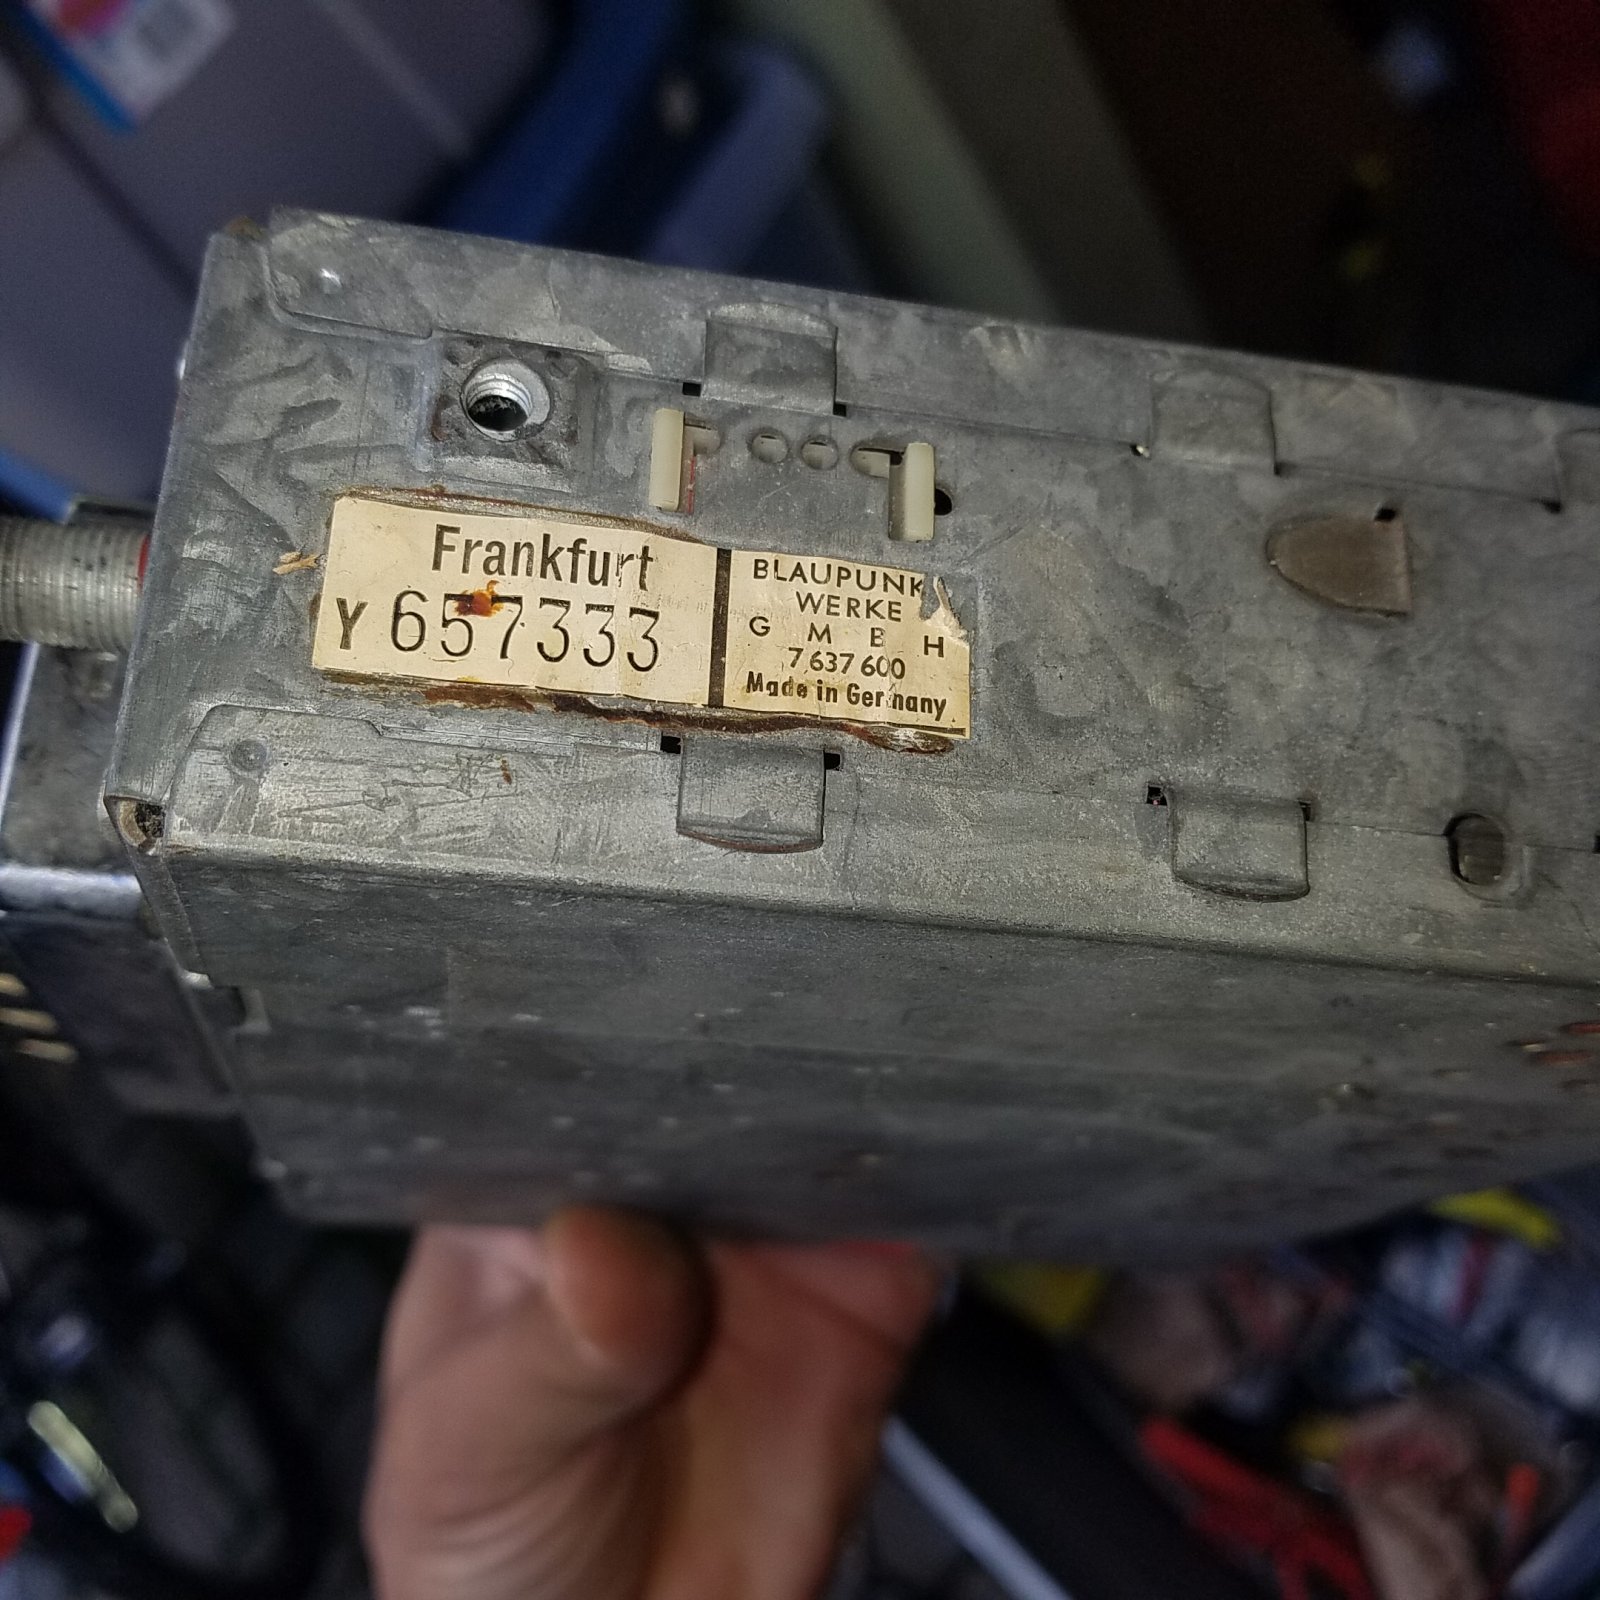 Frankfurt
Y 657333
BLAUPUNK
WERKE
G M B H
7 637 600
Made in Germany